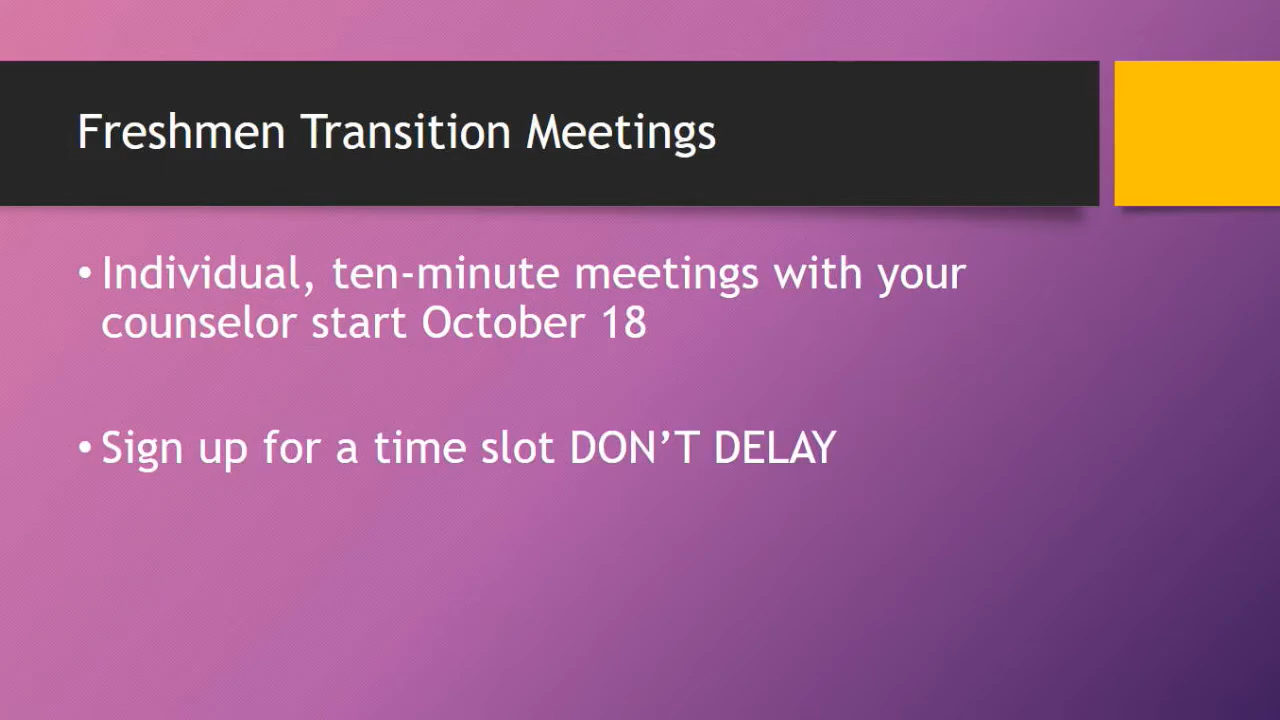 Freshmen Transition Meetings
• Individual, ten-minute meetings with your
counselor start October 18
• Sign up for a time slot DON’T DELAY